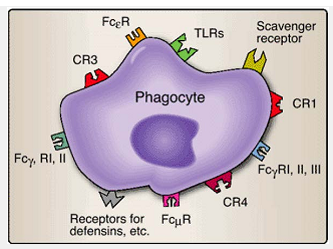 FcεR
TLRs
Scavenger
receptor
CR3
Phagocyte
CR1
Fcγ, RI, II
FcγRI, II, III
CR4
Receptors for
defensins, etc.
FcμR